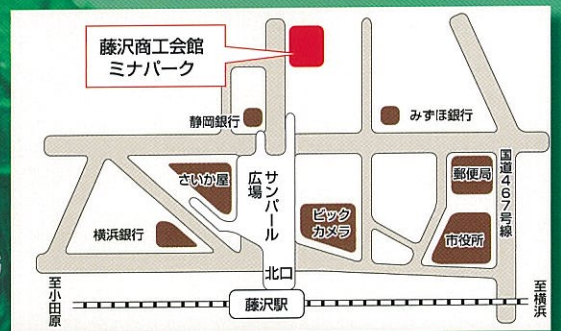 藤沢商工会館
ミナパーク
静岡銀行
みずほ銀行
さいか屋
サンパール
広場
横浜銀行
ビック
カメラ
郵便局
市役所
国道467号線
北口
藤沢駅
至小田原
至横浜